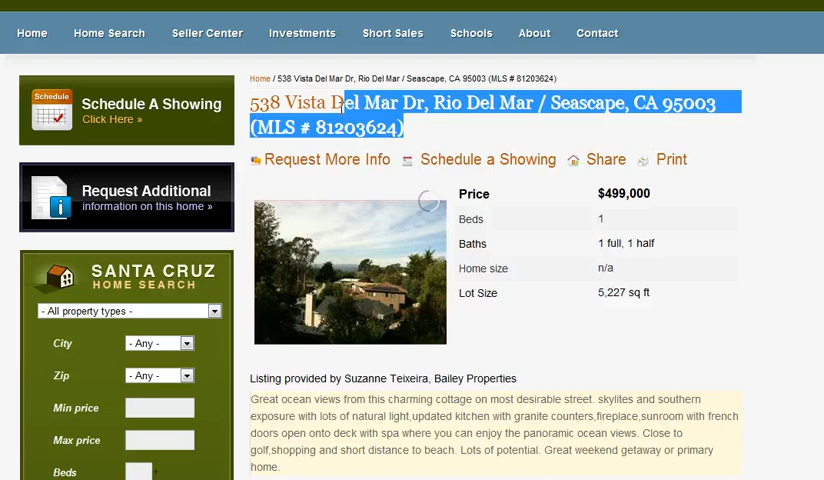 Home Home Search Seller Center Investments Short Sales Schools About Contact
Home / 538 Vista Del Mar Dr, Rio Del Mar / Seascape, CA 95003 (MLS # 81203624)
Schedule
Schedule A Showing
Click Here »
538 Vista Del Mar Dr, Rio Del Mar / Seascape, CA 95003
(MLS # 81203624)
Request More Info Schedule a Showing Share Print
Request Additional
information on this home »
Price $499,000
Beds 1
Baths 1 full, 1 half
Home size n/a
Lot Size 5,227 sq ft
SANTA CRUZ
HOME SEARCH
- All property types -
City - Any -
Zip - Any -
Min price
Max price
Beds +
Listing provided by Suzanne Teixeira, Bailey Properties
Great ocean views from this charming cottage on most desirable street. skylites and southern
exposure with lots of natural light,updated kitchen with granite counters,fireplace,sunroom with french
doors open onto deck with spa where you can enjoy the panoramic ocean views. Close to
golf,shopping and short distance to beach. Lots of potential. Great weekend getaway or primary
home.